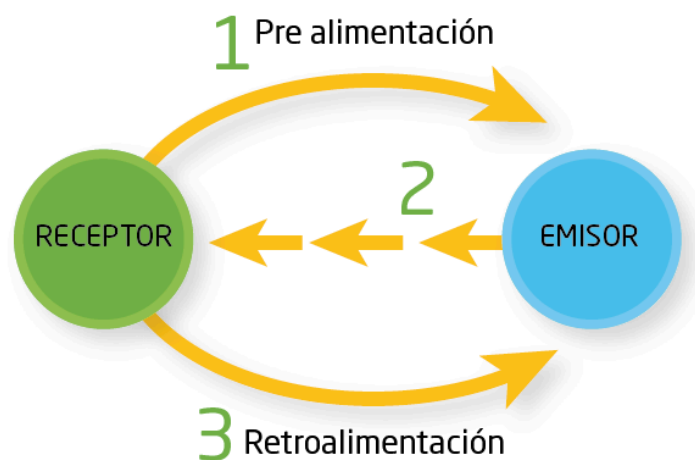 1 Pre alimentación
2
RECEPTOR
EMISOR
3 Retroalimentación